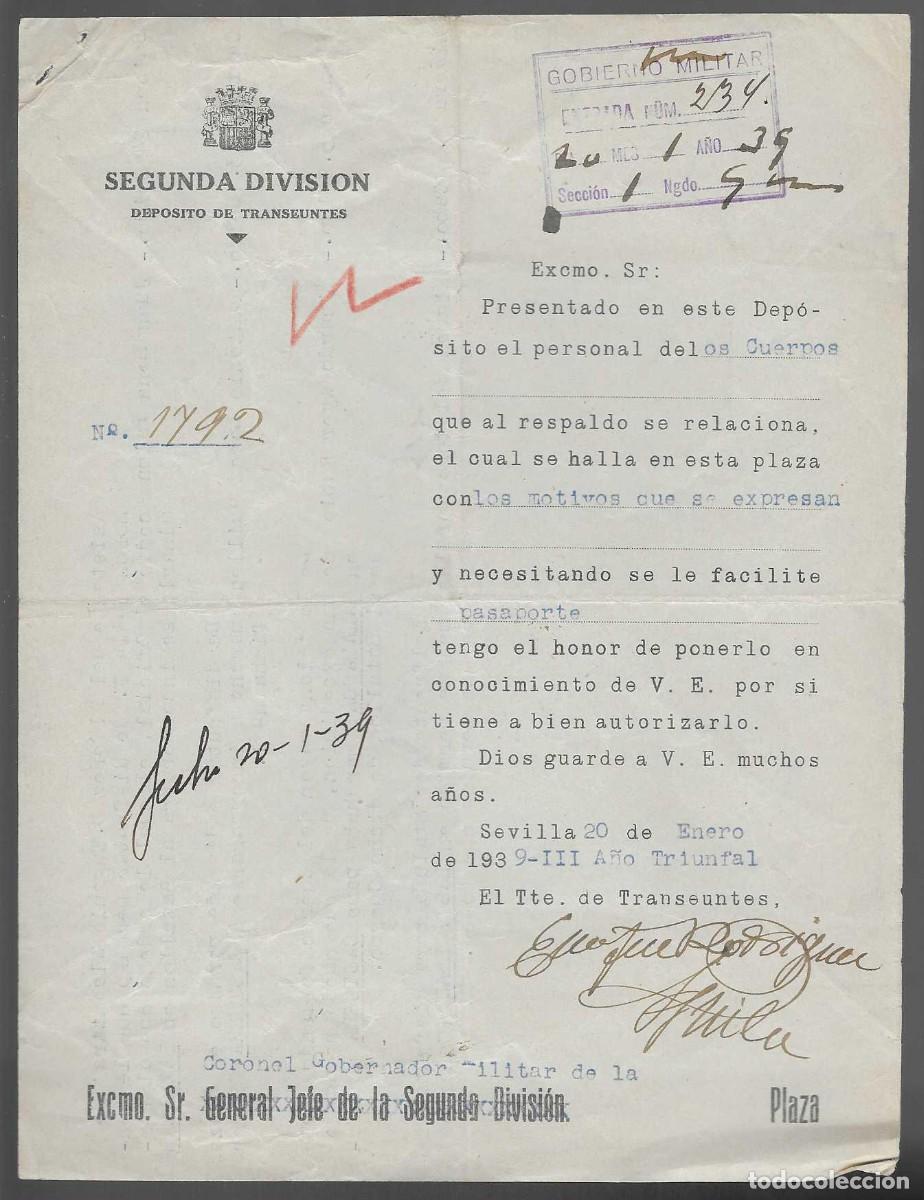 GOBIERNO MILITAR
ENTRADA NÚM. 234.
20 MES 1 AÑO 39
Sección 1 Ngdo.
SEGUNDA DIVISION
DEPOSITO DE TRANSEUNTES
Excmo. Sr:
Presentado en este Depó-
sito el personal delos Cuerpos
Nº. 1792
que al respaldo se relaciona,
el cual se halla en esta plaza
conlos motivos que se expresan
y necesitando se le facilite
pasaporte
tengo el honor de ponerlo en
conocimiento de V. E. por si
tiene a bien autorizarlo.
20-1-39
Dios guarde a V. E. muchos
años.
Sevilla 20 de Enero
de 1939-III Año Triunfal
El Tte. de Transeuntes,
Enrique Rodriguez
Coronel Gobernador Militar de la
Excmo. Sr. General Jefe de la Segunda División. Plaza
todocoleccion